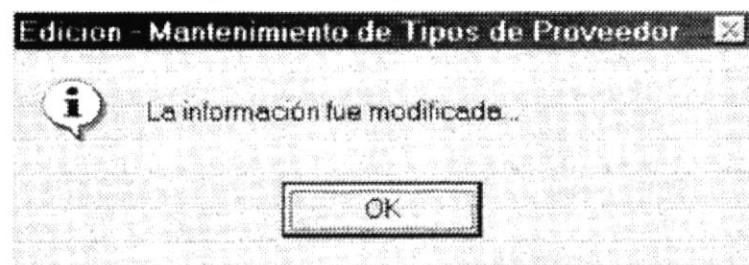 Edicion - Mantenimiento de Tipos de Proveedor
La información fue modificada...
OK